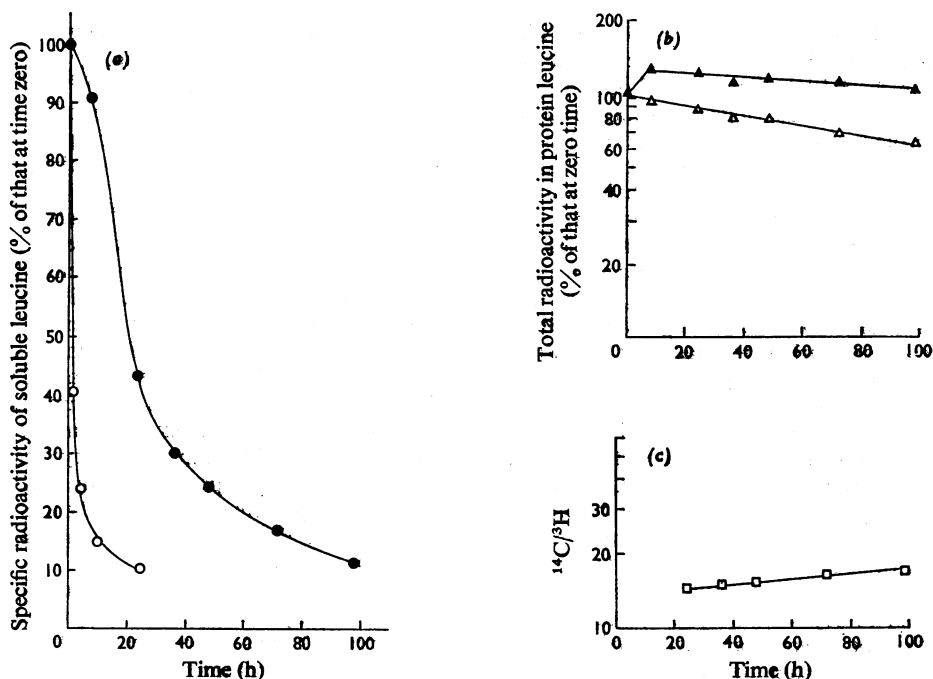 Specific radioactivity of soluble leucine (% of that at time zero)
100
90
80
70
60
50
40
30
20
10
(a)
0 20 40 60 80 100
Time (h)
Total radioactivity in protein leucine
(% of that at zero time)
200
100
80
60
40
20
(b)
0 20 40 60 80 100
¹⁴C/³H
30
20
10
(c)
0 20 40 60 80 100
Time (h)